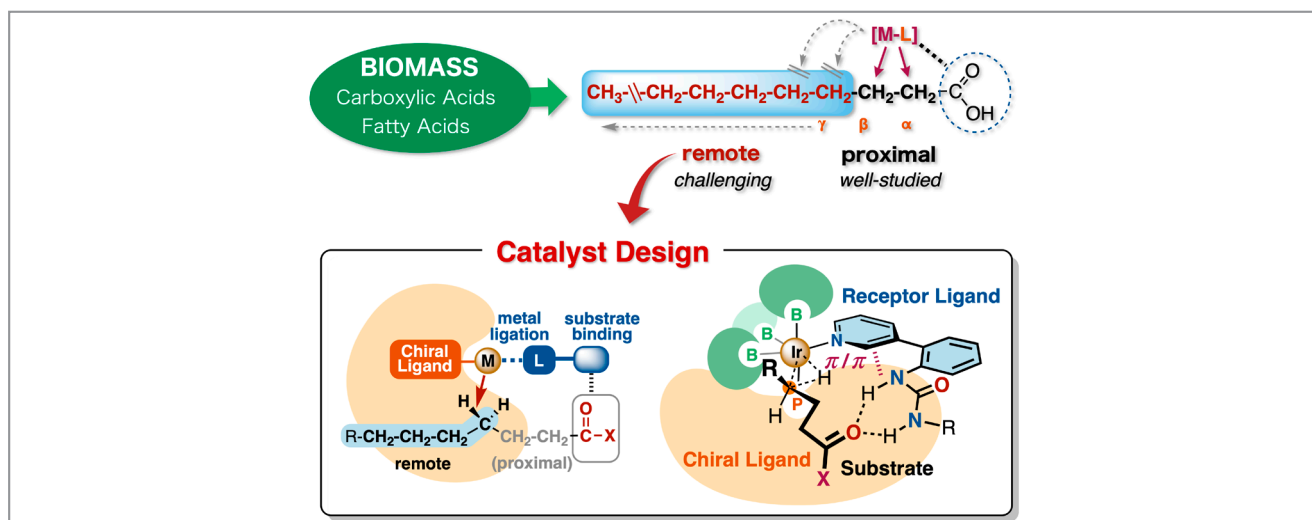 BIOMASS
Carboxylic Acids
Fatty Acids
[M-L]
CH3-\\-CH2-CH2-CH2-CH2-CH2-CH2-CH2-C
O
OH
γ β α
remote
challenging
proximal
well-studied
Catalyst Design
metal
ligation
substrate
binding
Chiral
Ligand
M
L
H H
O
R-CH2-CH2-CH2
C
CH2-CH2-C-X
remote
(proximal)
Receptor Ligand
B
B
B
Ir
N
π/π
R
H
P
H
H
N
O
N
R
H
O
Chiral Ligand
Substrate
X